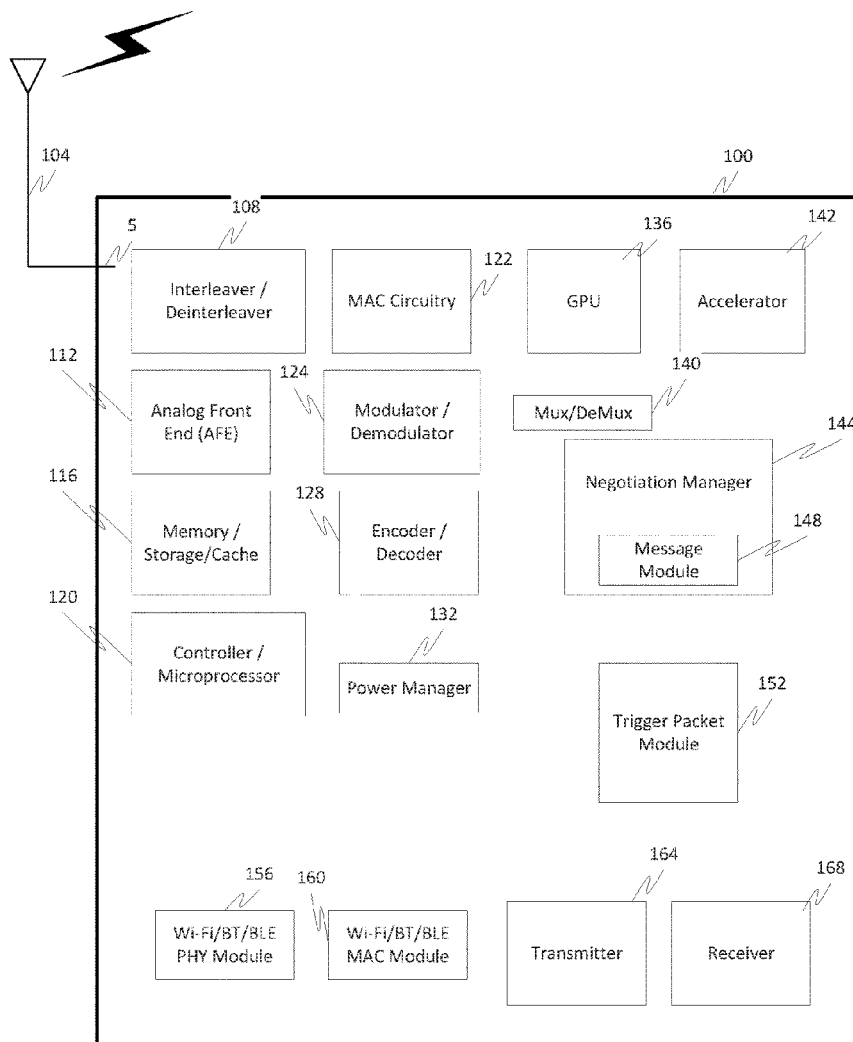 104
100
5
108
136
142
Interleaver /
Deinterleaver
MAC Circuitry
122
GPU
Accelerator
112
124
140
Analog Front
End (AFE)
Modulator /
Demodulator
Mux/DeMux
144
116
128
Negotiation Manager
148
Memory /
Storage/Cache
Encoder /
Decoder
Message
Module
120
132
Controller /
Microprocessor
Power Manager
152
Trigger Packet
Module
156
160
164
168
Wi-Fi/BT/BLE
PHY Module
Wi-Fi/BT/BLE
MAC Module
Transmitter
Receiver